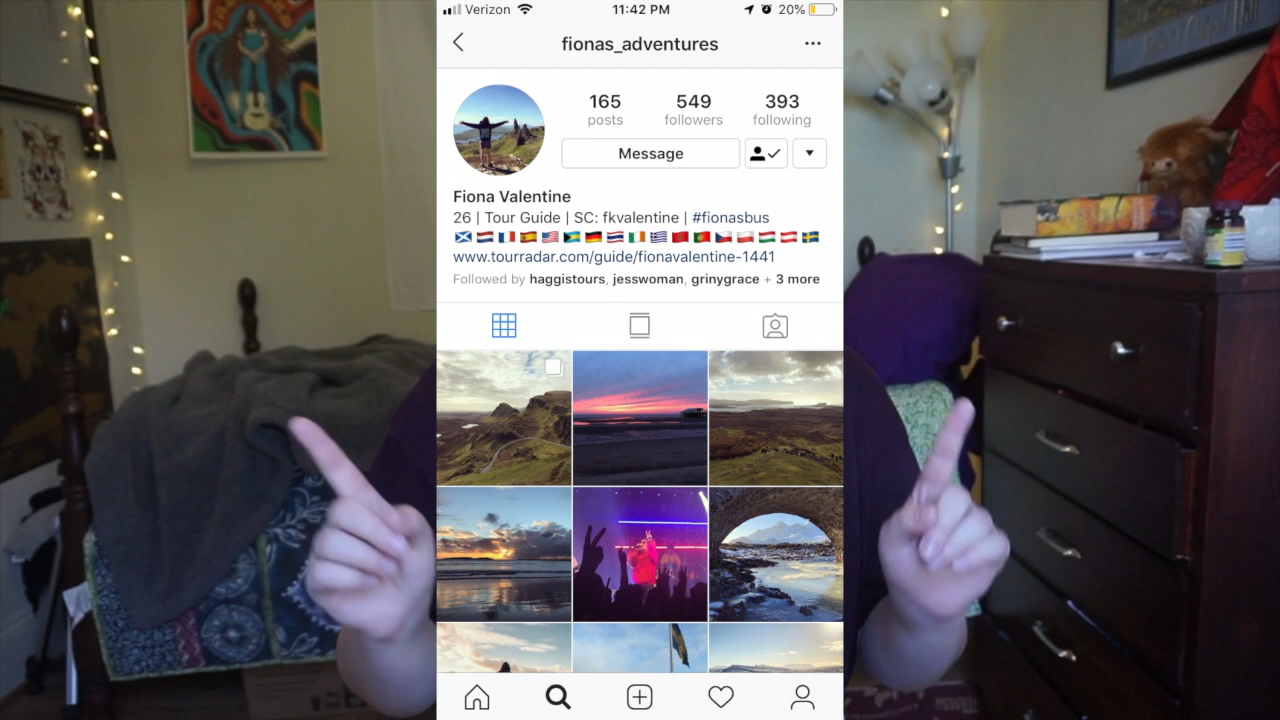 Verizon 11:42 PM 20%
fionas_adventures
165 549 393
posts followers following
Message
Fiona Valentine
26 | Tour Guide | SC: fkvalentine | #fionasbus
www.tourradar.com/guide/fionavalentine-1441
Followed by haggistours, jesswoman, grinygrace + 3 more